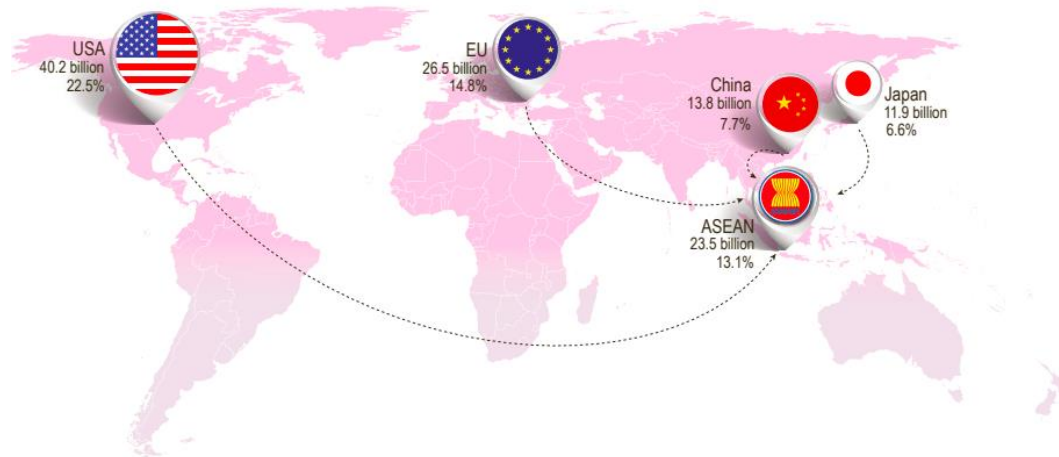 USA
40.2 billion
22.5%
EU
26.5 billion
14.8%
China
13.8 billion
7.7%
Japan
11.9 billion
6.6%
ASEAN
23.5 billion
13.1%